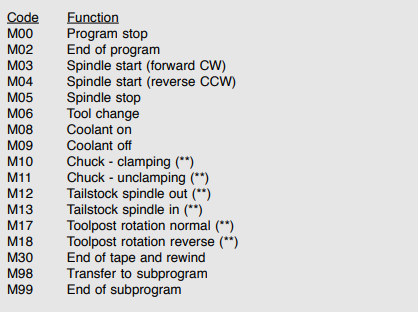 Code Function
M00 Program stop
M02 End of program
M03 Spindle start (forward CW)
M04 Spindle start (reverse CCW)
M05 Spindle stop
M06 Tool change
M08 Coolant on
M09 Coolant off
M10 Chuck - clamping (**)
M11 Chuck - unclamping (**)
M12 Tailstock spindle out (**)
M13 Tailstock spindle in (**)
M17 Toolpost rotation normal (**)
M18 Toolpost rotation reverse (**)
M30 End of tape and rewind
M98 Transfer to subprogram
M99 End of subprogram